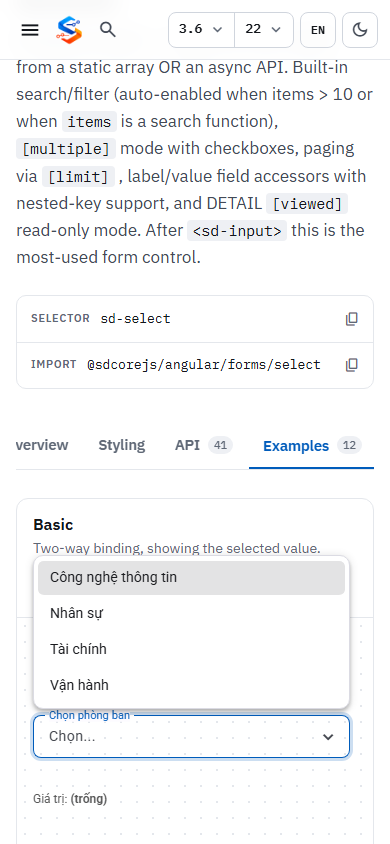 3.6
22
EN
from a static array OR an async API. Built-in
search/filter (auto-enabled when items > 10 or
when items is a search function),
[multiple] mode with checkboxes, paging
via [limit] , label/value field accessors with
nested-key support, and DETAIL [viewed]
read-only mode. After <sd-input> this is the
most-used form control.
SELECTOR sd-select
IMPORT @sdcorejs/angular/forms/select
verview Styling API 41 Examples 12
Basic
Two-way binding, showing the selected value.
Công nghệ thông tin
Nhân sự
Tài chính
Vận hành
Chọn phòng ban
Chọn...
Giá trị: (trống)